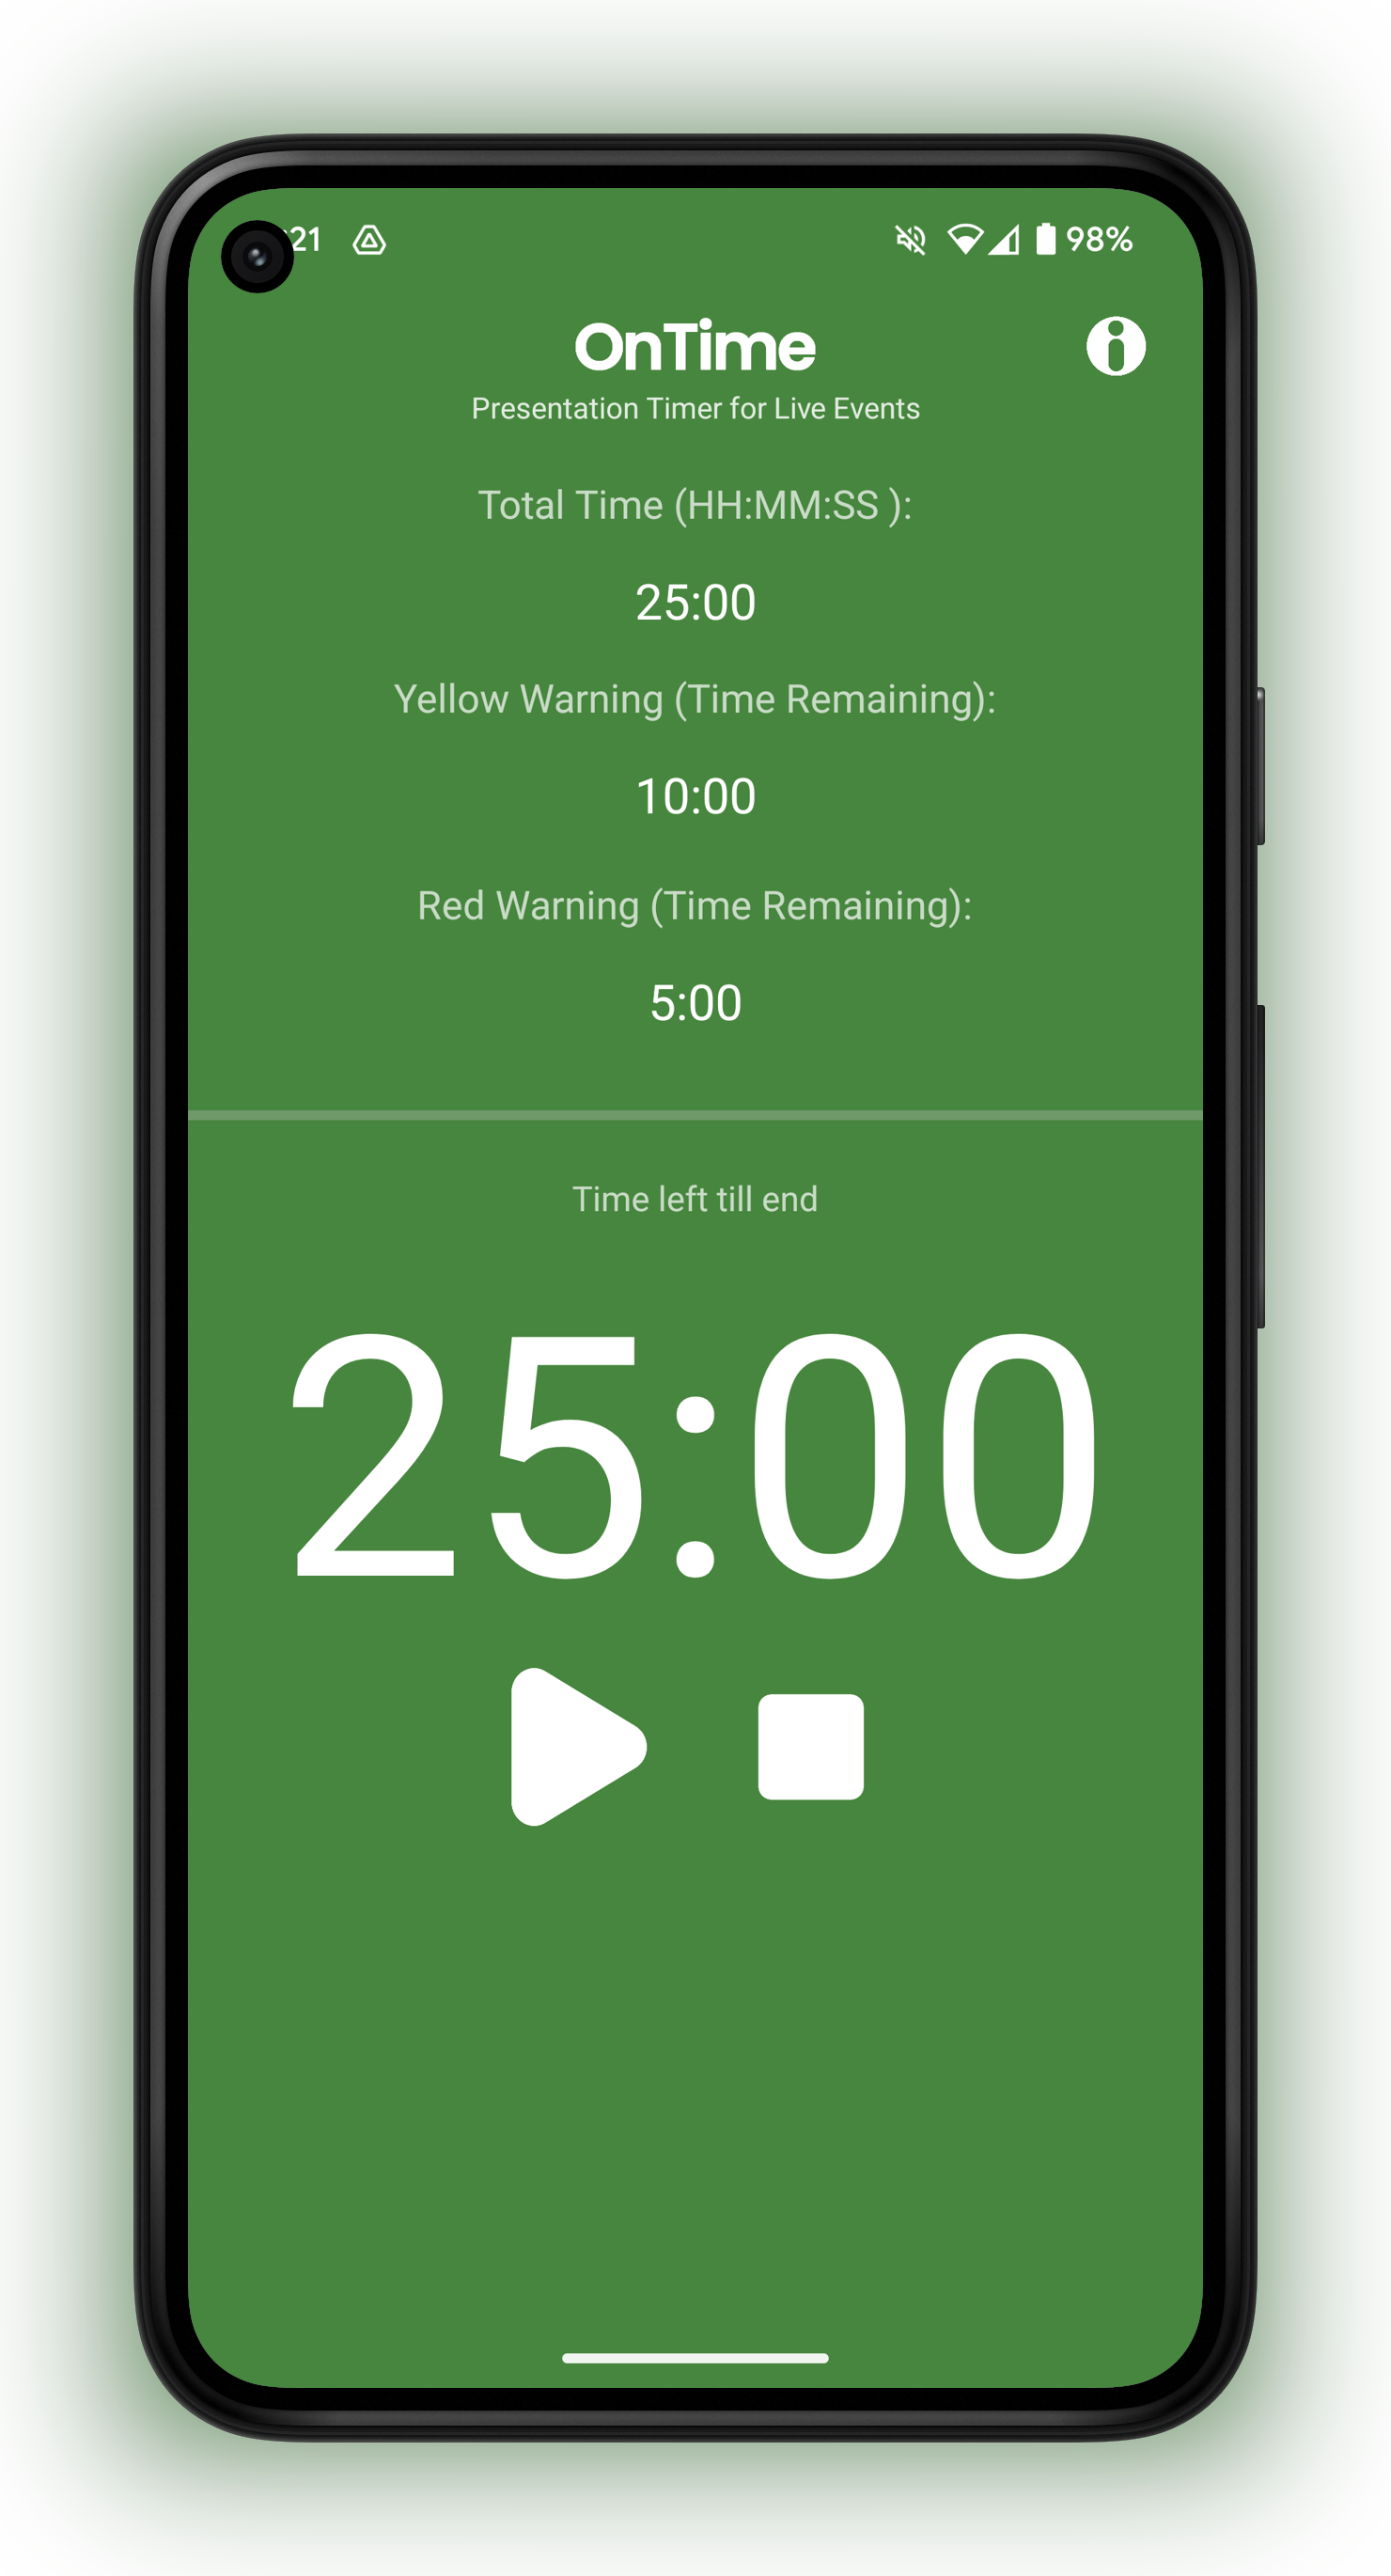 :21 98%
OnTime
Presentation Timer for Live Events
Total Time (HH:MM:SS ):
25:00
Yellow Warning (Time Remaining):
10:00
Red Warning (Time Remaining):
5:00
Time left till end
25:00